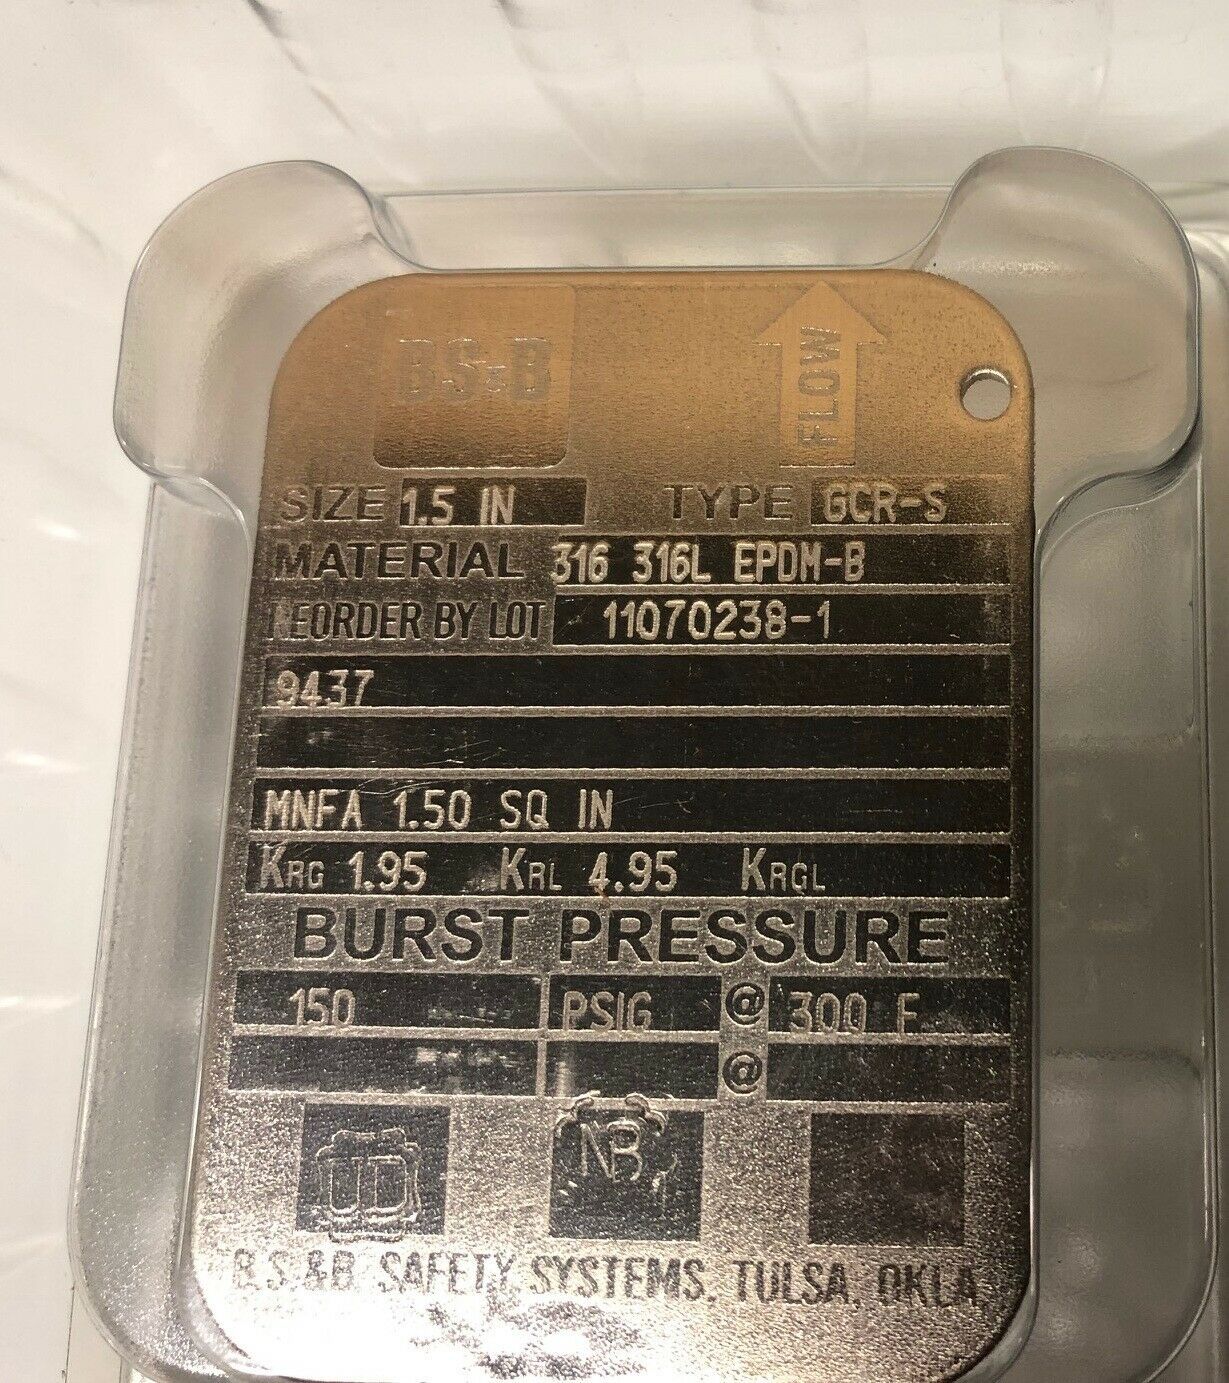 BS&B FLOW
SIZE 1.5 IN TYPE GCR-S
MATERIAL 316 316L EPDM-B
REORDER BY LOT 11070238-1
9437
MNFA 1.50 SQ IN
KRG 1.95 KRL 4.95 KRGL
BURST PRESSURE
150 PSIG @ 300 F
@
UD NB
B.S.&B. SAFETY SYSTEMS, TULSA, OKLA.